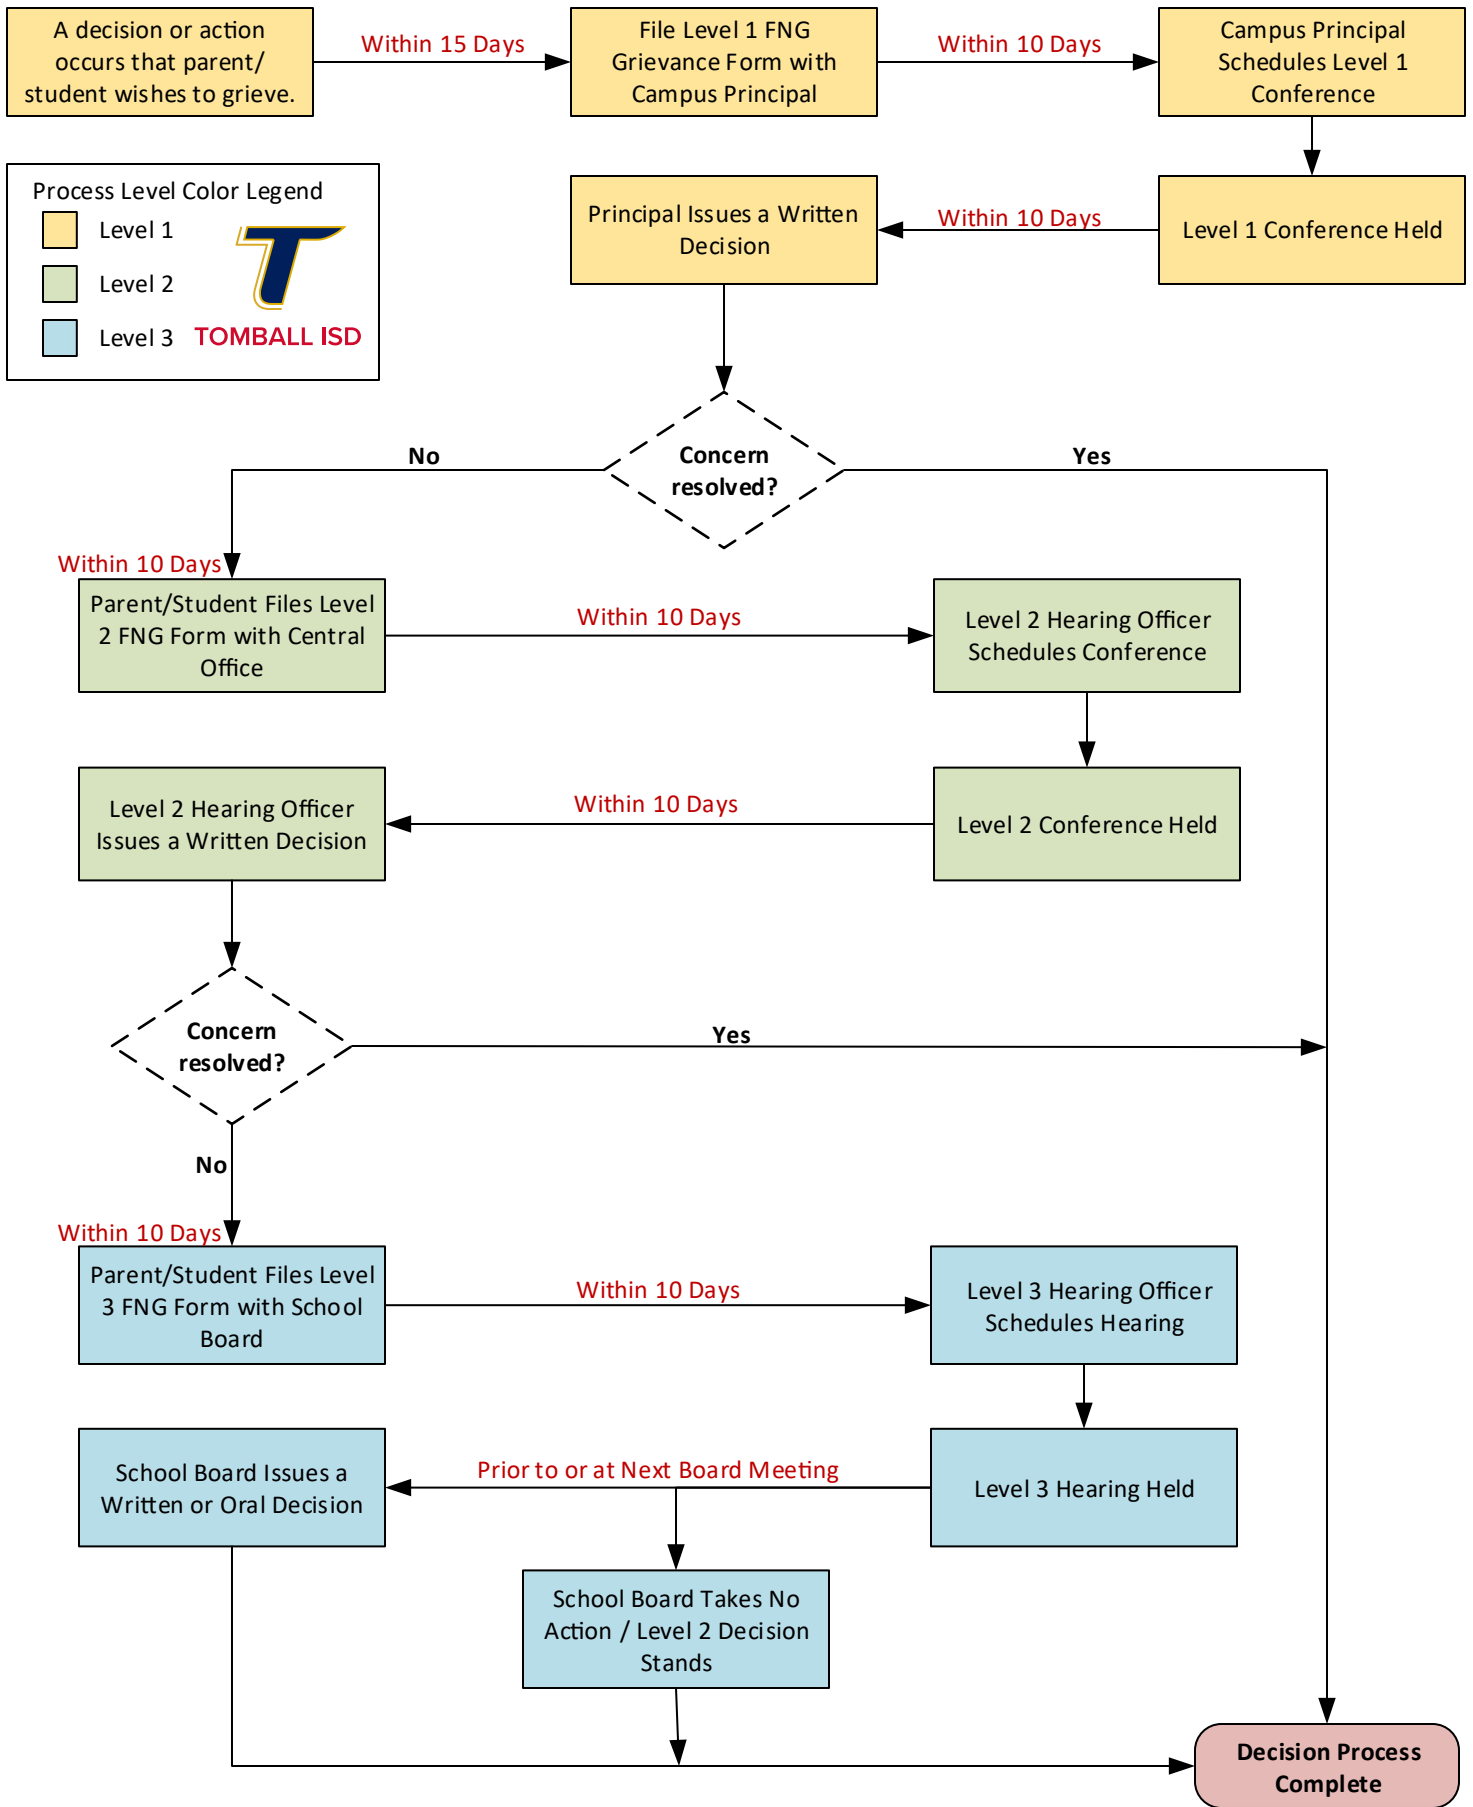 A decision or action
occurs that parent/
student wishes to grieve.
Within 15 Days
File Level 1 FNG
Grievance Form with
Campus Principal
Within 10 Days
Campus Principal
Schedules Level 1
Conference
Process Level Color Legend
Level 1
Level 2
Level 3
T
TOMBALL ISD
Principal Issues a Written
Decision
Within 10 Days
Level 1 Conference Held
Concern
resolved?
No
Yes
Within 10 Days
Parent/Student Files Level
2 FNG Form with Central
Office
Within 10 Days
Level 2 Hearing Officer
Schedules Conference
Level 2 Hearing Officer
Issues a Written Decision
Within 10 Days
Level 2 Conference Held
Concern
resolved?
Yes
No
Within 10 Days
Parent/Student Files Level
3 FNG Form with School
Board
Within 10 Days
Level 3 Hearing Officer
Schedules Hearing
School Board Issues a
Written or Oral Decision
Prior to or at Next Board Meeting
Level 3 Hearing Held
School Board Takes No
Action / Level 2 Decision
Stands
Decision Process
Complete